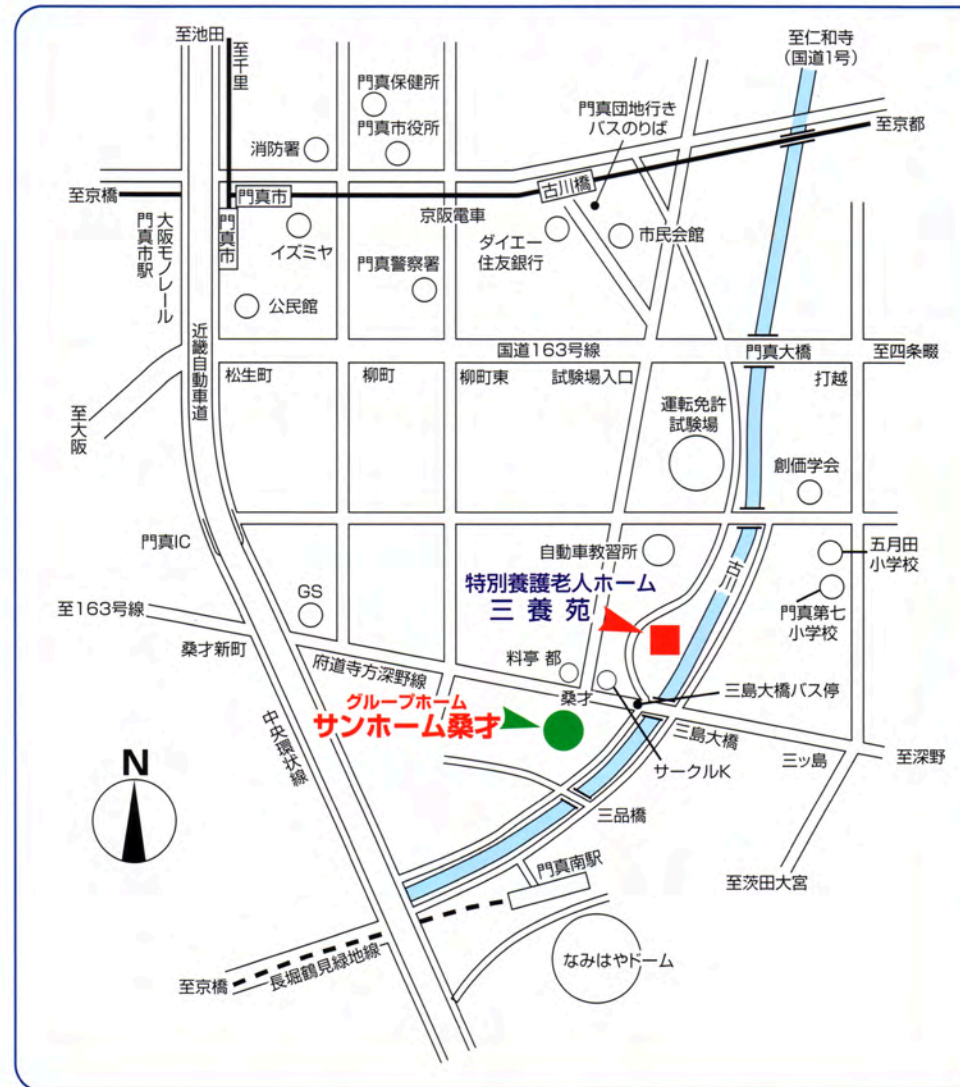 至池田
至千里
門真保健所
門真市役所
消防署
門真団地行き
バスのりば
至仁和寺
（国道1号）
至京都
至京橋
門真市
古川橋
京阪電車
大阪モノレール
門真市駅
門真市
イズミヤ
ダイエー
住友銀行
市民会館
門真警察署
公民館
近畿自動車道
国道163号線
門真大橋
至四条畷
松生町
柳町
柳町東
試験場入口
打越
至大阪
運転免許
試験場
創価学会
門真IC
自動車教習所
古川
五月田
小学校
門真第七
小学校
GS
特別養護老人ホーム
三養苑
至163号線
桑才新町
府道寺方深野線
料亭 都
桑才
三島大橋バス停
グループホーム
サンホーム桑才
中央環状線
三島大橋
三ッ島
至深野
サークルK
N
三品橋
門真南駅
至茨田大宮
なみはやドーム
長堀鶴見緑地線
至京橋